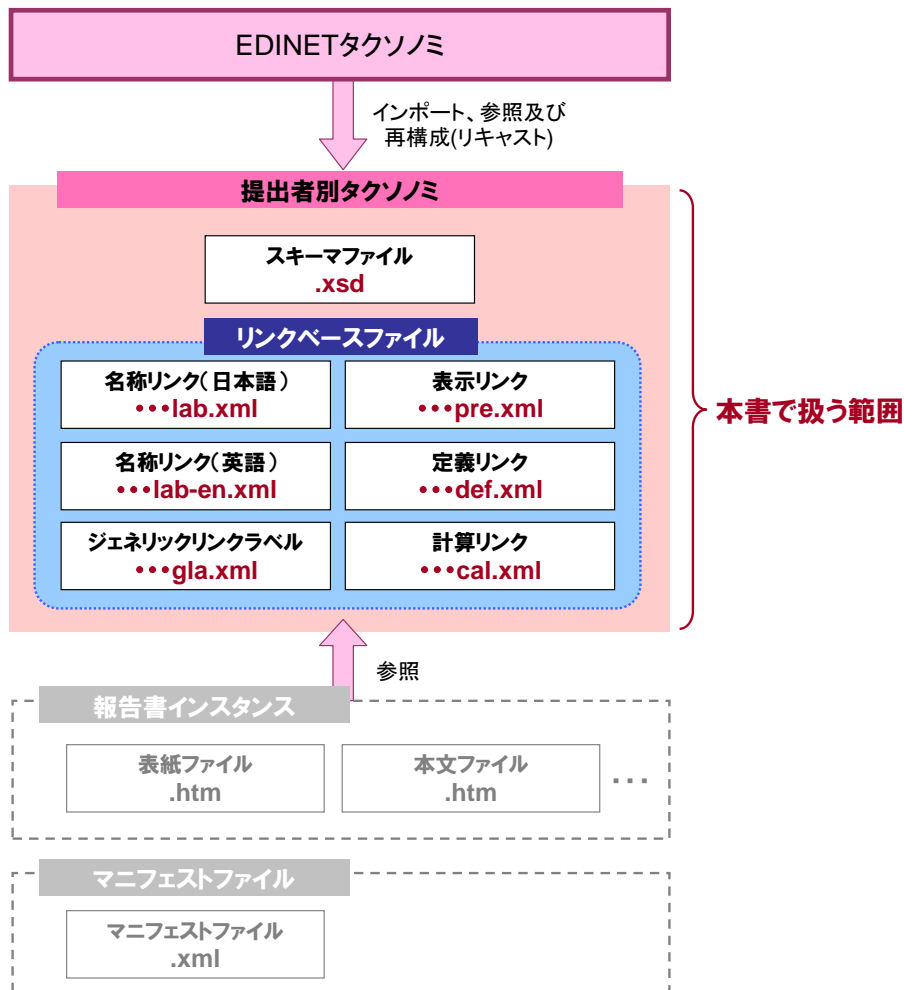 EDINETタクソノミ
インポート、参照及び
再構成(リキャスト)
提出者別タクソノミ
スキーマファイル
.xsd
リンクベースファイル
名称リンク(日本語)
•••lab.xml
表示リンク
•••pre.xml
名称リンク(英語)
•••lab-en.xml
定義リンク
•••def.xml
ジェネリックリンクラベル
•••gla.xml
計算リンク
•••cal.xml
本書で扱う範囲
参照
報告書インスタンス
表紙ファイル
.htm
本文ファイル
.htm
•••
マニフェストファイル
マニフェストファイル
.xml